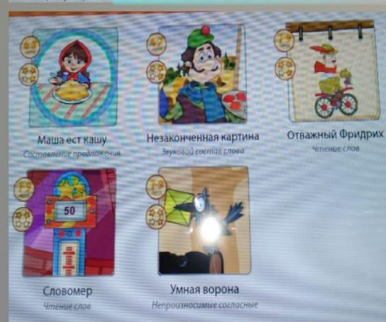 Маша ест кашу
Составление предложения
Незаконченная картина
Звуковой состав слова
Отважный Фридрих
Чтение слов
50
Словомер
Чтение слов
Умная ворона
Непроизносимые согласные